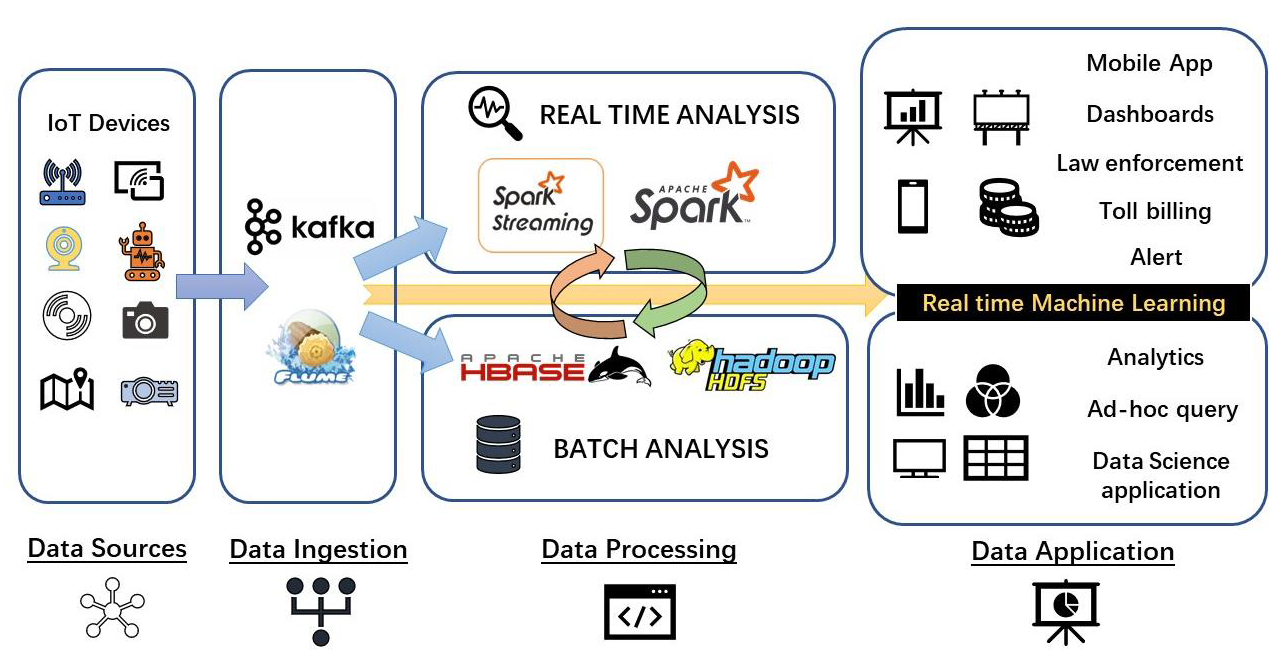 IoT Devices
kafka
FLUME
REAL TIME ANALYSIS
Spark
Streaming
APACHE
Spark™
APACHE
HBASE
hadoop
HDFS
BATCH ANALYSIS
Mobile App
Dashboards
Law enforcement
Toll billing
Alert
Real time Machine Learning
Analytics
Ad-hoc query
Data Science
application
Data Sources
Data Ingestion
Data Processing
</>
Data Application